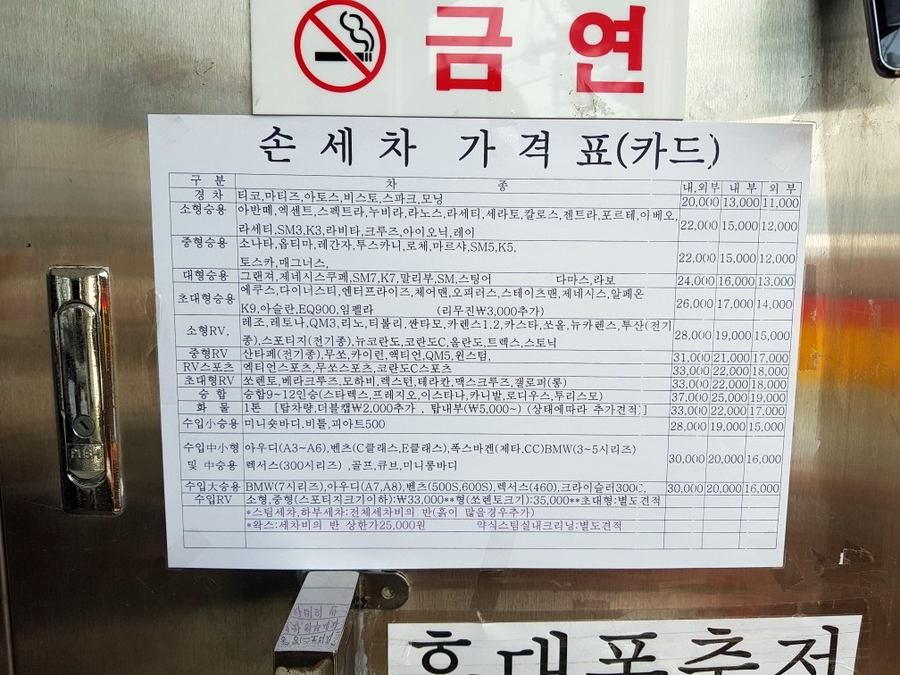 금연
손 세 차 가 격 표(카드)
구 분 차 종 내,외부 내 부 외 부
경 차 티코,마티즈,아토스,비스토,스파크,모닝 20,000 13,000 11,000
소형승용 아반떼,엑센트,스펙트라,누비라,라노스,라세티,세라토,칼로스,젠트라,포르테,아베오,
라세티,SM3,K3,라비타,크루즈,아이오닉,레이 22,000 15,000 12,000
중형승용 소나타,옵티마,레간자,투스카니,로체,마르샤,SM5,K5,
토스카,매그너스, 22,000 15,000 12,000
대형승용 그랜져,제네시스쿠페,SM7,K7,말리부,SM,스팅어 다마스,라보 24,000 16,000 13,000
초대형승용 에쿠스,다이너스티,엔터프라이즈,체어맨,오피러스,스테이츠맨,제네시스,알페온
K9,아슬란,EQ900,임펠라 (리무진₩3,000추가) 26,000 17,000 14,000
소형RV, 레조,레토나,QM3,리노,티볼리,싼타모,카렌스1.2,카스타,쏘울,뉴카렌스,투산(전기
종),스포티지(전기종),뉴코란도,코란도C,올란도,트렉스,스토닉 28,000 19,000 15,000
중형RV 산타페(전기종),무쏘,카이런,액티언,QM5,윈스텀, 31,000 21,000 17,000
RV스포츠 엑티언스포츠,무쏘스포츠,코란도C스포츠 33,000 22,000 18,000
초대형RV 쏘렌토,베라크루즈,모하비,렉스턴,테라칸,맥스크루즈,갤로퍼(롱) 33,000 22,000 18,000
승 합 승합9~12인승(스타렉스,프레지오,이스타나,카니발,로디우스,투리스모) 37,000 25,000 19,000
화 물 1톤 [탑차량,더블캡₩2,000추가 , 탑내부(₩5,000~) (상태에따라 추가견적,] 33,000 22,000 17,000
수입소승용 미니숏바디.비틀,피아트500 28,000 19,000 15,000
수입중小형 아우디(A3~A6),벤츠(C클래스,E클래스),폭스바겐(제타,CC)BMW(3~5시리즈)
및 中승용 렉서스(300시리즈) ,골프,큐브,미니롱바디 30,000 20,000 16,000
수입大승용 BMW(7시리즈),아우디(A7,A8),벤츠(500S,600S),렉서스(460),크라이슬러300C, 30,000 20,000 16,000
수입RV 소형,중형(스포티지크기이하):₩33,000**형(쏘렌토크기):35,000**초대형:별도견적
*스팀세차,하부세차:전체세차비의 반(흙이 많을경우추가)
*왁스:세차비의 반 상한가25,000원 약식스팀실내크리닝:별도견적
휴대폰충전